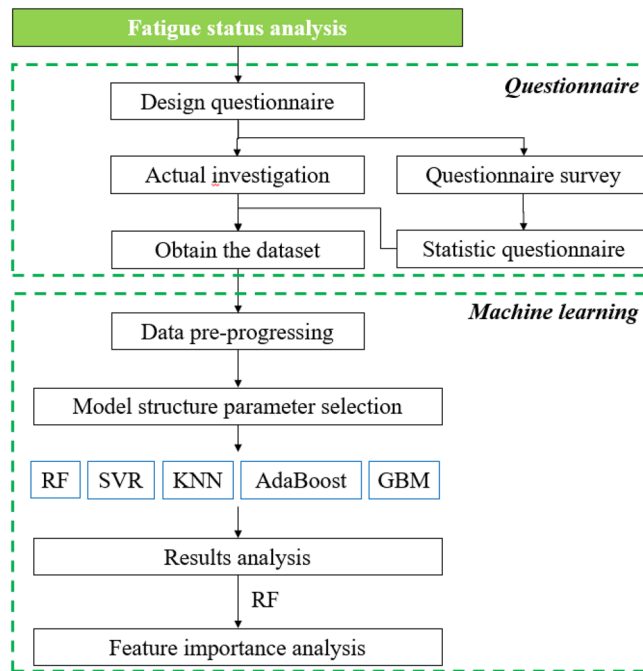 Fatigue status analysis
Questionnaire
Design questionnaire
Actual investigation
Questionnaire survey
Obtain the dataset
Statistic questionnaire
Machine learning
Data pre-progressing
Model structure parameter selection
RF
SVR
KNN
AdaBoost
GBM
Results analysis
RF
Feature importance analysis